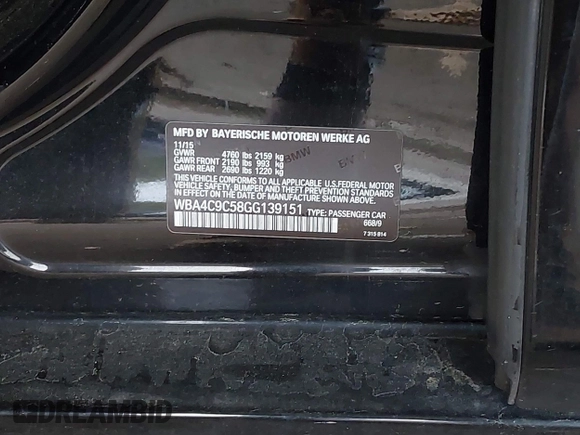 MFD BY BAYERISCHE MOTOREN WERKE AG
11/15
GVWR 4760 lbs 2159 kg
GAWR FRONT 2190 lbs 993 kg
GAWR REAR 2690 lbs 1220 kg
THIS VEHICLE CONFORMS TO ALL APPLICABLE U.S.FEDERAL MOTOR
VEHICLE SAFETY, BUMPER, AND THEFT PREVENTION STANDARDS
IN EFFECT ON THE DATE OF MANUFACTURE SHOWN ABOVE.
WBA4C9C58GG139151 TYPE: PASSENGER CAR
668/9
7 315 814
BMW
DREAMBID